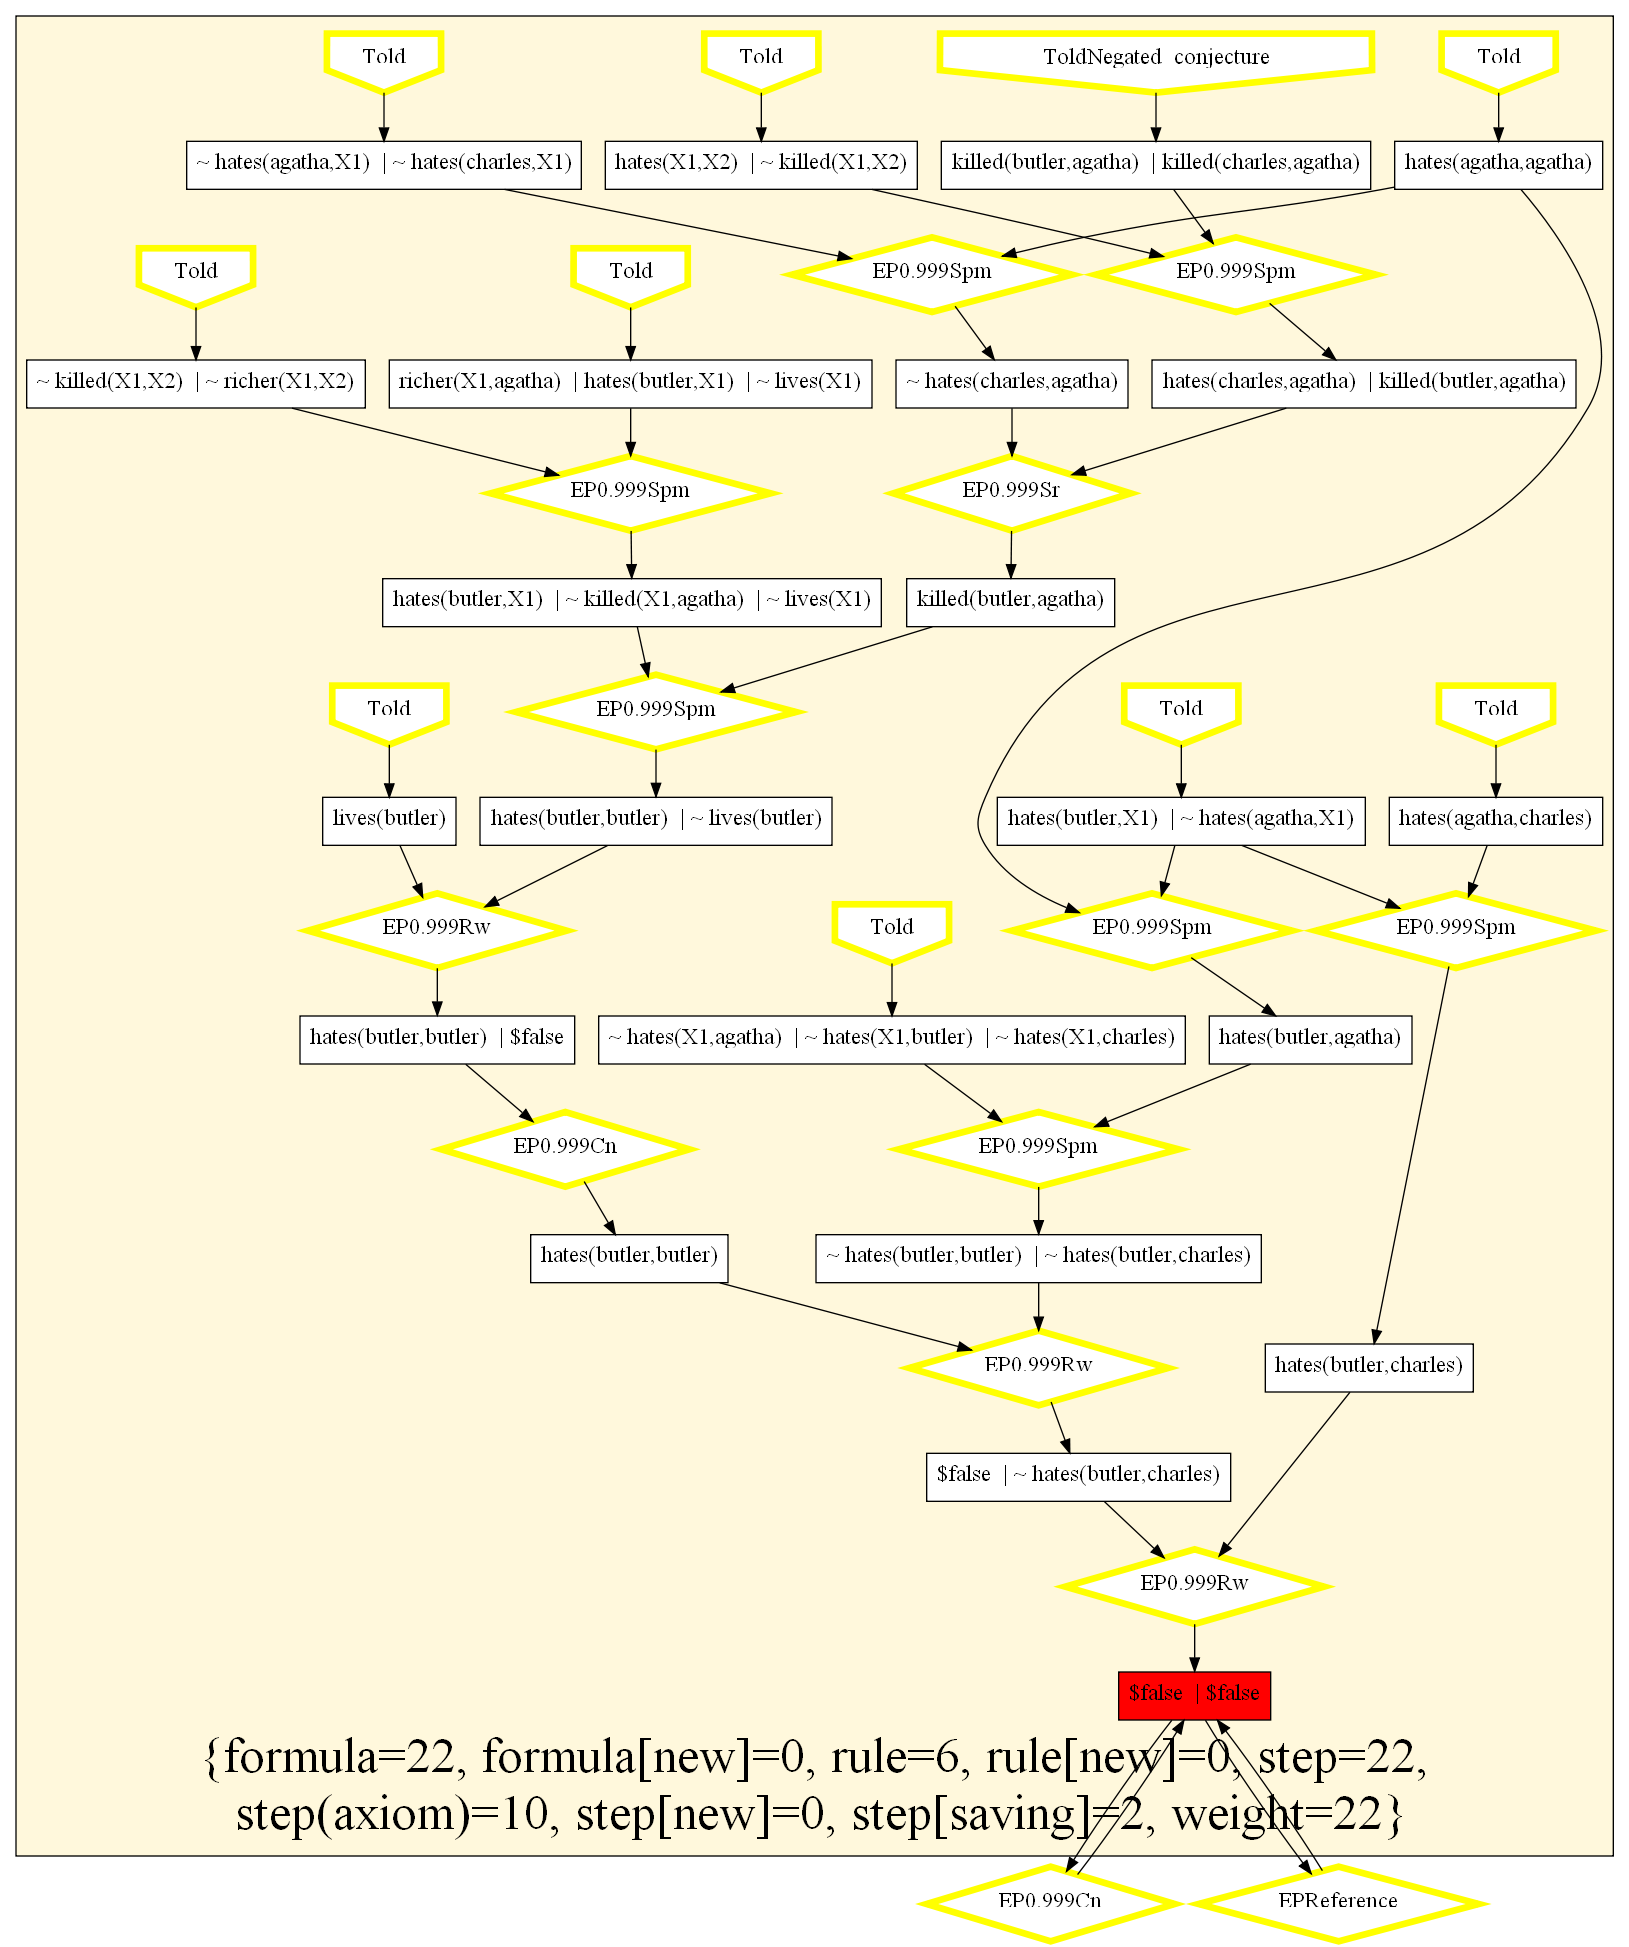 Told
Told
ToldNegated conjecture
Told
~ hates(agatha,X1) | ~ hates(charles,X1)
hates(X1,X2) | ~ killed(X1,X2)
killed(butler,agatha) | killed(charles,agatha)
hates(agatha,agatha)
Told
Told
EP0.999Spm
EP0.999Spm
~ killed(X1,X2) | ~ richer(X1,X2)
richer(X1,agatha) | hates(butler,X1) | ~ lives(X1)
~ hates(charles,agatha)
hates(charles,agatha) | killed(butler,agatha)
EP0.999Spm
EP0.999Sr
hates(butler,X1) | ~ killed(X1,agatha) | ~ lives(X1)
killed(butler,agatha)
Told
EP0.999Spm
Told
Told
lives(butler)
hates(butler,butler) | ~ lives(butler)
hates(butler,X1) | ~ hates(agatha,X1)
hates(agatha,charles)
EP0.999Rw
Told
EP0.999Spm
EP0.999Spm
hates(butler,butler) | $false
~ hates(X1,agatha) | ~ hates(X1,butler) | ~ hates(X1,charles)
hates(butler,agatha)
EP0.999Cn
EP0.999Spm
hates(butler,butler)
~ hates(butler,butler) | ~ hates(butler,charles)
EP0.999Rw
hates(butler,charles)
$false | ~ hates(butler,charles)
EP0.999Rw
$false | $false
{formula=22, formula[new]=0, rule=6, rule[new]=0, step=22,
step(axiom)=10, step[new]=0, step[saving]=2, weight=22}
EP0.999Cn
EPReference